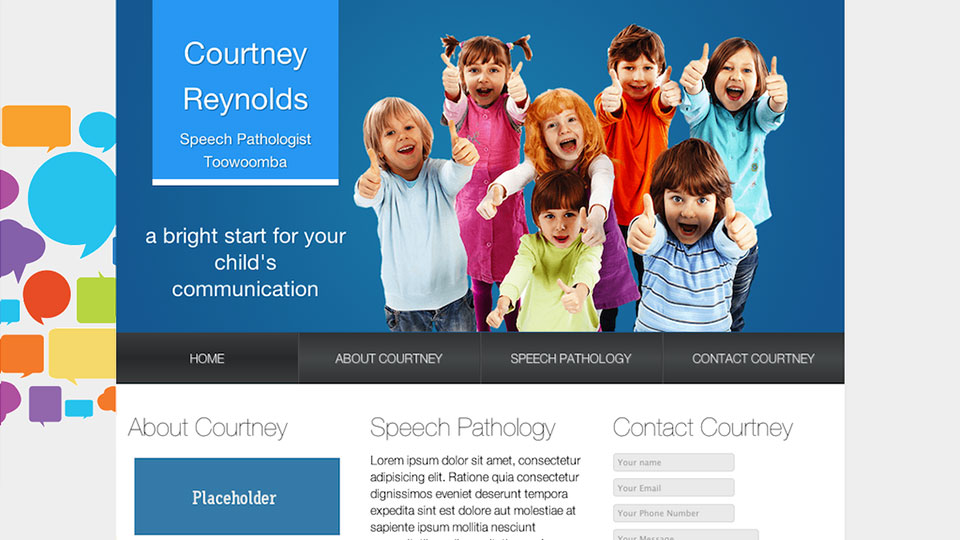 Courtney
Reynolds
Speech Pathologist
Toowoomba
a bright start for your
child's
communication
HOME
ABOUT COURTNEY
SPEECH PATHOLOGY
CONTACT COURTNEY
About Courtney
Placeholder
Speech Pathology
Lorem ipsum dolor sit amet, consectetur
adipisicing elit. Ratione quia consectetur
dignissimos eveniet deserunt tempora
expedita sint est dolore aut molestiae at
sapiente ipsum mollitia nesciunt
Contact Courtney
Your name
Your Email
Your Phone Number
Your Message